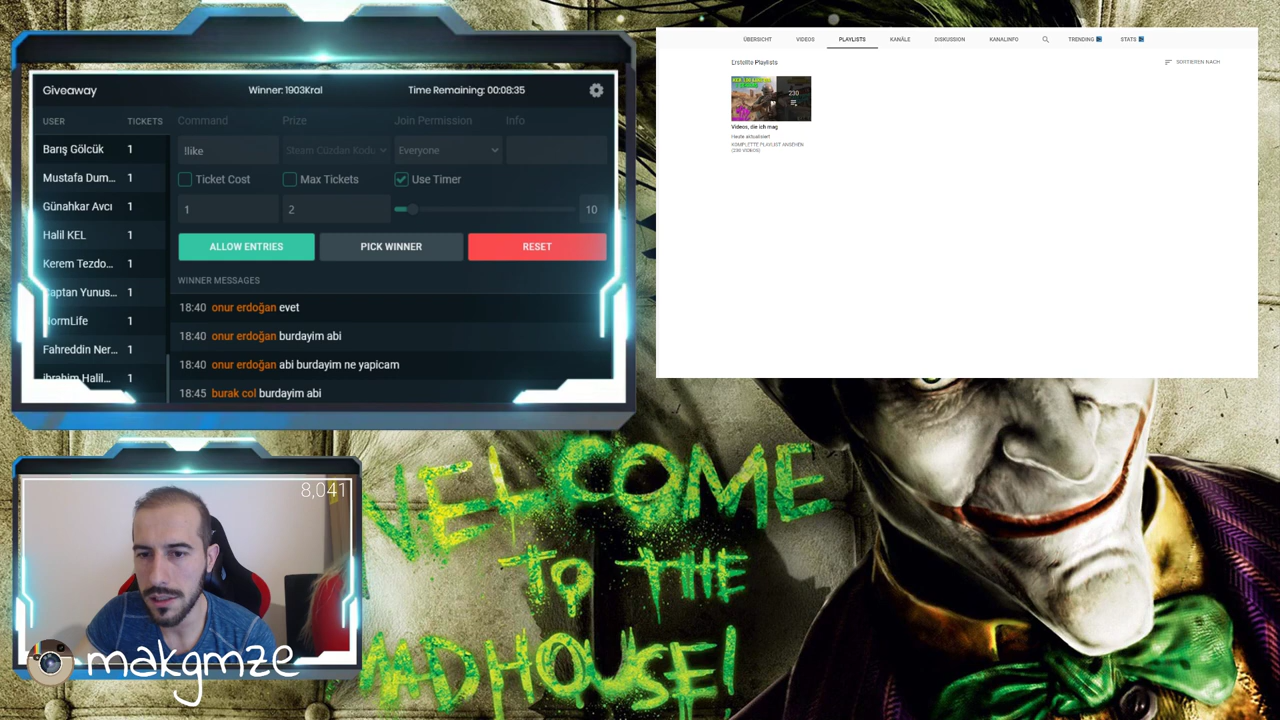 Giveaway
Winner: 1903Kral
Time Remaining: 00:08:35
USER TICKETS
Command Prize Join Permission Info
!like Everyone
Ticket Cost Max Tickets Use Timer
1 2 10
ALLOW ENTRIES PICK WINNER RESET
1
Mustafa Dum... 1
Günahkar Avcı 1
Halil KEL 1
Kerem Tezdo... 1
Kaptan Yunus... 1
NormLife 1
Fahreddin Ner... 1
ibrahim Halil... 1
WINNER MESSAGES
18:40 onur erdoğan evet
18:40 onur erdoğan burdayim abi
18:40 onur erdoğan abi burdayim ne yapicam
18:45 burak col burdayim abi
ÜBERSICHT VIDEOS PLAYLISTS KANÄLE DISKUSSION KANALINFO TRENDING STATS
Erstellte Playlists
SORTIEREN NACH
230
Videos, die ich mag
Heute aktualisiert
KOMPLETTE PLAYLIST ANSEHEN
(230 VIDEOS)
8,041
makgmze
WELCOME
TO THE
MADHOUSE!